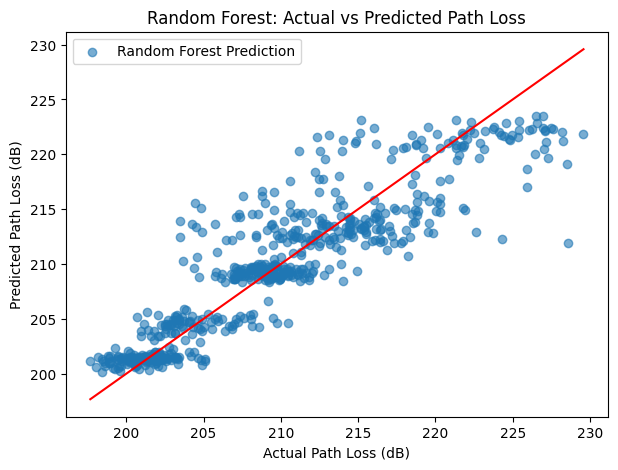 Random Forest: Actual vs Predicted Path Loss
Random Forest Prediction
Predicted Path Loss (dB)
230
225
220
215
210
205
200
200 205 210 215 220 225 230
Actual Path Loss (dB)